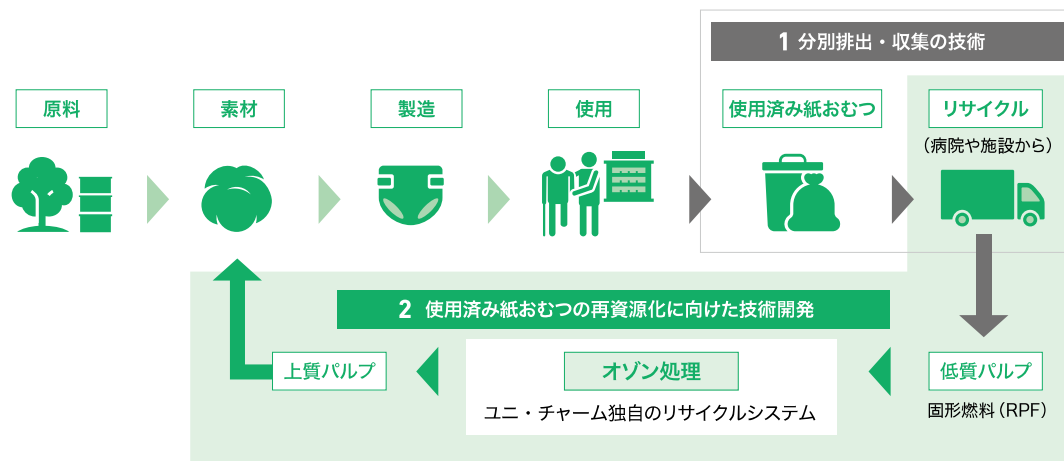 1 分別排出・収集の技術
原料
素材
製造
使用
使用済み紙おむつ
リサイクル
（病院や施設から）
2 使用済み紙おむつの再資源化に向けた技術開発
上質パルプ
オゾン処理
ユニ・チャーム独自のリサイクルシステム
低質パルプ
固形燃料（RPF）